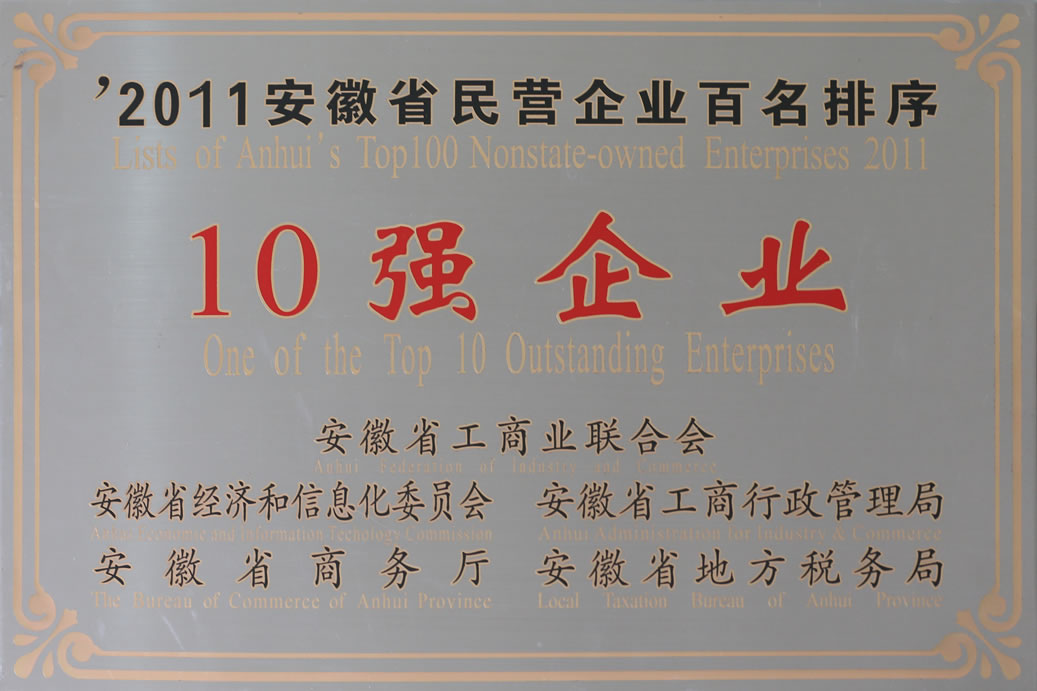 ’2011安徽省民营企业百名排序
Lists of Anhui's Top100 Nonstate-owned Enterprises 2011
10强企业
One of the Top 10 Outstanding Enterprises
安徽省工商业联合会
Anhui Federation of Industry and Commerce
安徽省经济和信息化委员会 安徽省工商行政管理局
Anhui Economic and Information Techology Commission Anhui Administration for Industry & Commerce
安徽省商务厅 安徽省地方税务局
The Bureau of Commerce of Anhui Province Local Taxation Bureau of Anhui Province